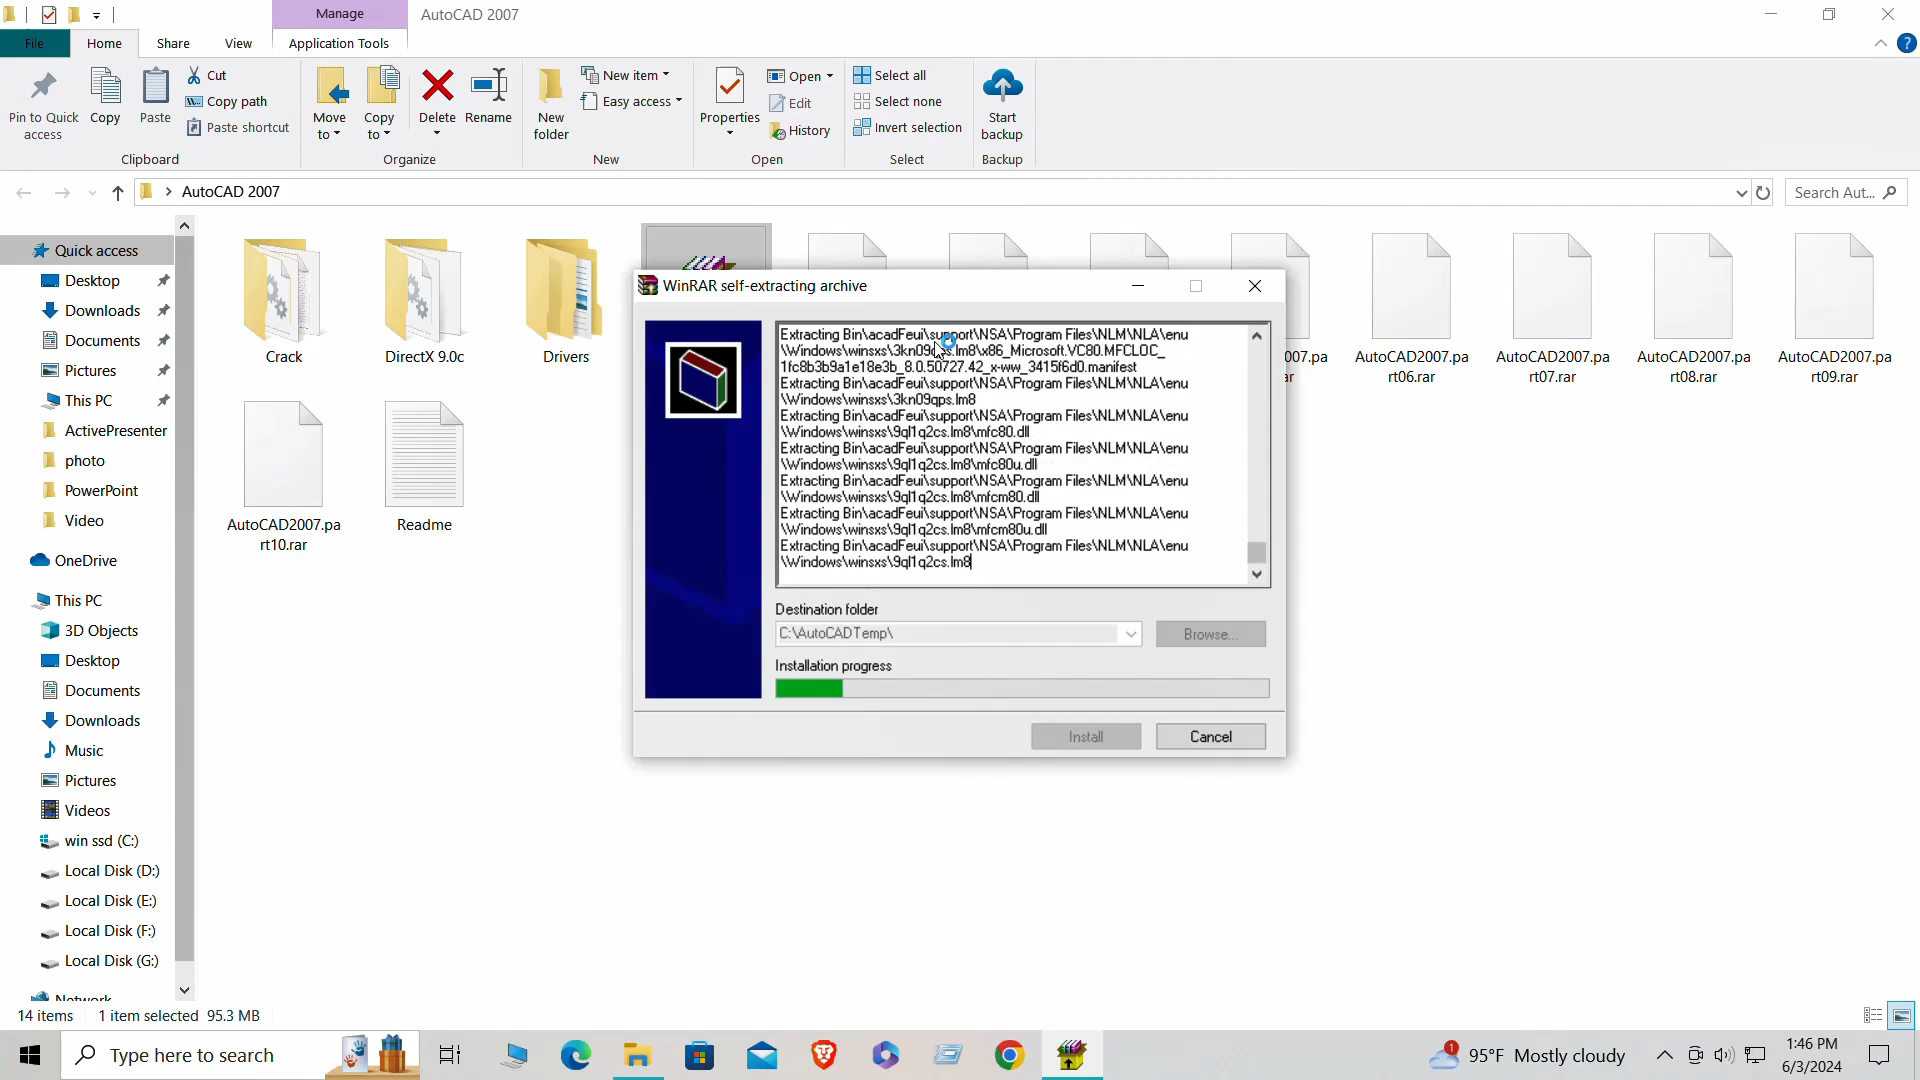 Manage
AutoCAD 2007
File
Home
Share
View
Application Tools
Pin to Quick
access
Copy
Paste
Cut
Copy path
Paste shortcut
Clipboard
Move
to
Copy
to
Delete
Rename
Organize
New
folder
New item
Easy access
New
Properties
Open
Edit
History
Open
Select all
Select none
Invert selection
Select
Start
backup
Backup
AutoCAD 2007
Search Aut...
Quick access
Desktop
Downloads
Documents
Pictures
This PC
ActivePresenter
photo
PowerPoint
Video
OneDrive
This PC
3D Objects
Desktop
Documents
Downloads
Music
Pictures
Videos
win ssd (C:)
Local Disk (D:)
Local Disk (E:)
Local Disk (F:)
Local Disk (G:)
Network
Crack
DirectX 9.0c
Drivers
007.pa
ar
AutoCAD2007.pa
rt06.rar
AutoCAD2007.pa
rt07.rar
AutoCAD2007.pa
rt08.rar
AutoCAD2007.pa
rt09.rar
AutoCAD2007.pa
rt10.rar
Readme
WinRAR self-extracting archive
Extracting Bin\acadFeui\support\NSA\Program Files\NLM\NLA\enu
\Windows\winsxs\3kn09qps.lm8\x86_Microsoft.VC80.MFCLOC_
1fc8b3b9a1e18e3b_8.0.50727.42_x-ww_3415f6d0.manifest
Extracting Bin\acadFeui\support\NSA\Program Files\NLM\NLA\enu
\Windows\winsxs\3kn09qps.lm8
Extracting Bin\acadFeui\support\NSA\Program Files\NLM\NLA\enu
\Windows\winsxs\9ql1q2cs.lm8\mfc80.dll
Extracting Bin\acadFeui\support\NSA\Program Files\NLM\NLA\enu
\Windows\winsxs\9ql1q2cs.lm8\mfc80u.dll
Extracting Bin\acadFeui\support\NSA\Program Files\NLM\NLA\enu
\Windows\winsxs\9ql1q2cs.lm8\mfcm80.dll
Extracting Bin\acadFeui\support\NSA\Program Files\NLM\NLA\enu
\Windows\winsxs\9ql1q2cs.lm8\mfcm80u.dll
Extracting Bin\acadFeui\support\NSA\Program Files\NLM\NLA\enu
\Windows\winsxs\9ql1q2cs.lm8
Destination folder
C:\AutoCADTemp\
Browse...
Installation progress
Install
Cancel
14 items
1 item selected 95.3 MB
Type here to search
1
95°F Mostly cloudy
1:46 PM
6/3/2024